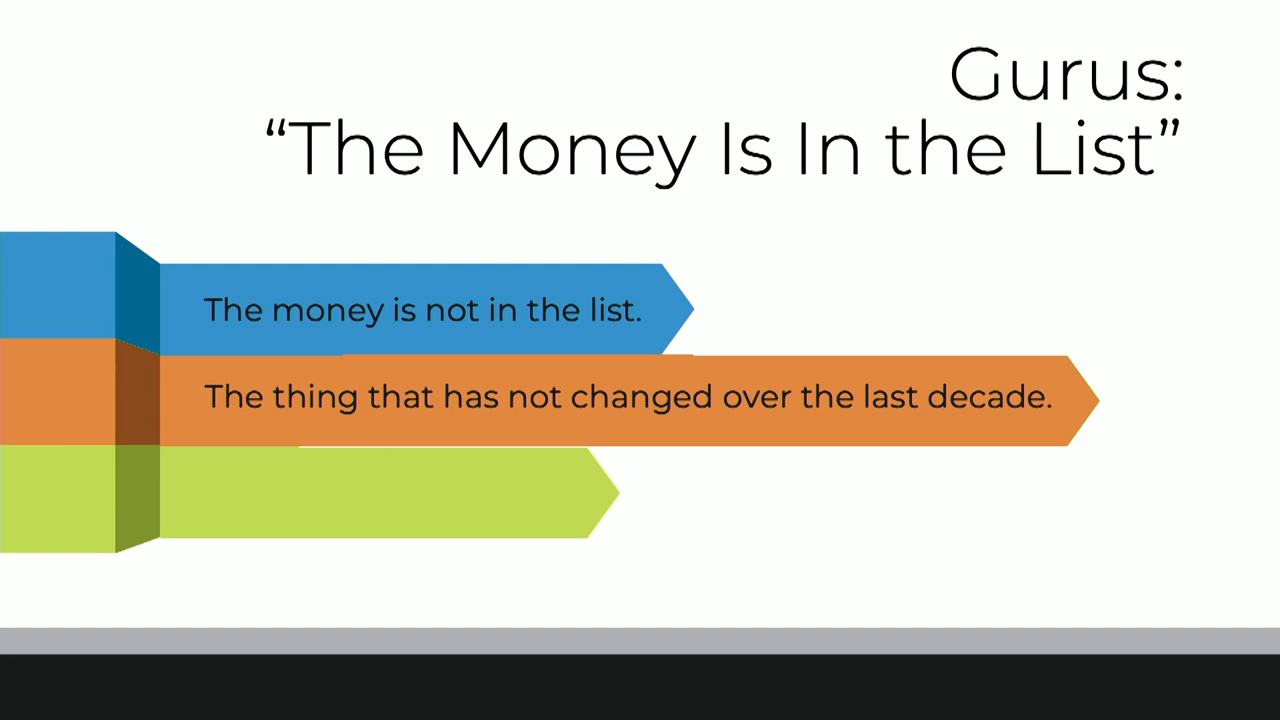 Gurus:
“The Money Is In the List”
The money is not in the list.
The thing that has not changed over the last decade.